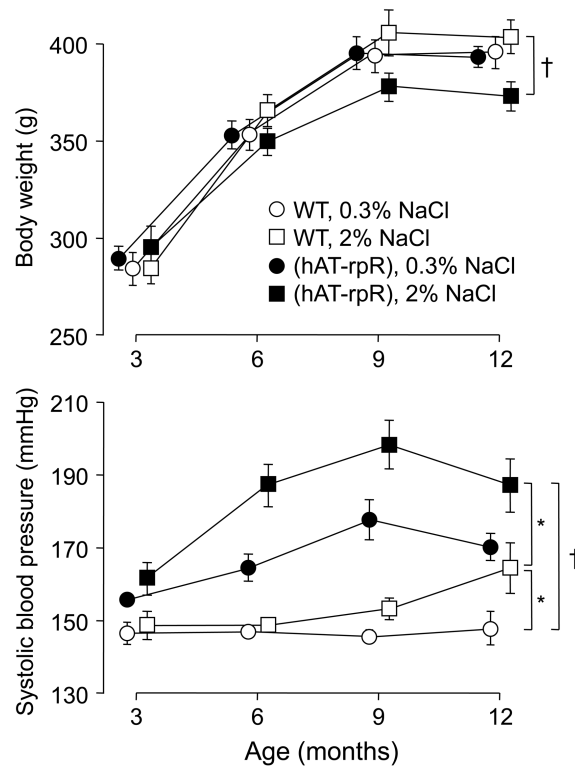 Body weight (g)
400
350
300
250
†
WT, 0.3% NaCl
WT, 2% NaCl
(hAT-rpR), 0.3% NaCl
(hAT-rpR), 2% NaCl
3 6 9 12
Systolic blood pressure (mmHg)
210
190
170
150
130
*
*
†
3 6 9 12
Age (months)